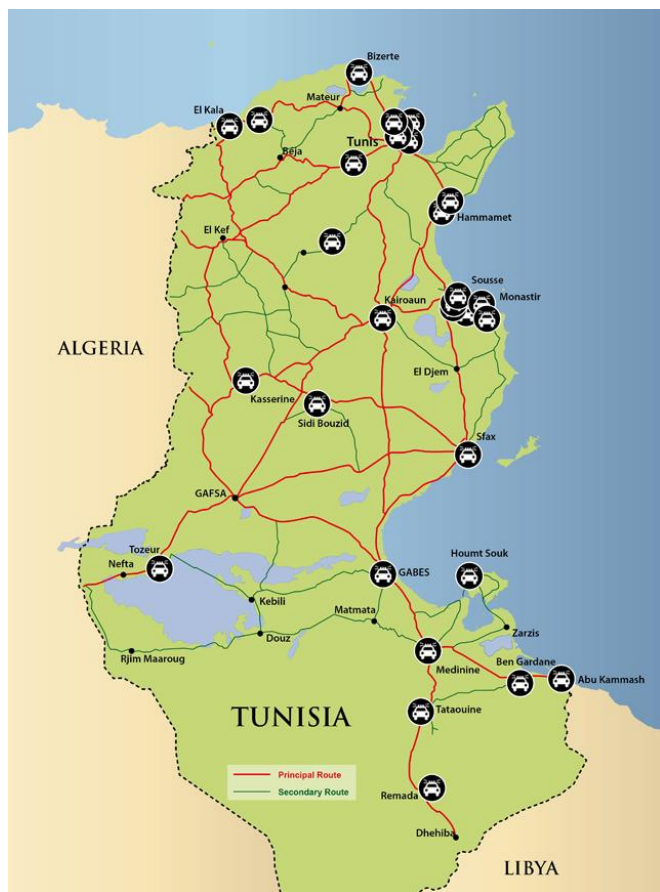 Bizerte
Mateur
El Kala
Tunis
Béja
Hammamet
El Kef
Sousse
Monastir
Kairoaun
ALGERIA
El Djem
Kasserine
Sidi Bouzid
Sfax
GAFSA
Tozeur
Houmt Souk
Nefta
GABES
Kebili
Matmata
Zarzis
Douz
Rjim Maaroug
Medinine
Ben Gardane
Abu Kammash
TUNISIA
Tataouine
Principal Route
Secondary Route
Remada
Dhehiba
LIBYA